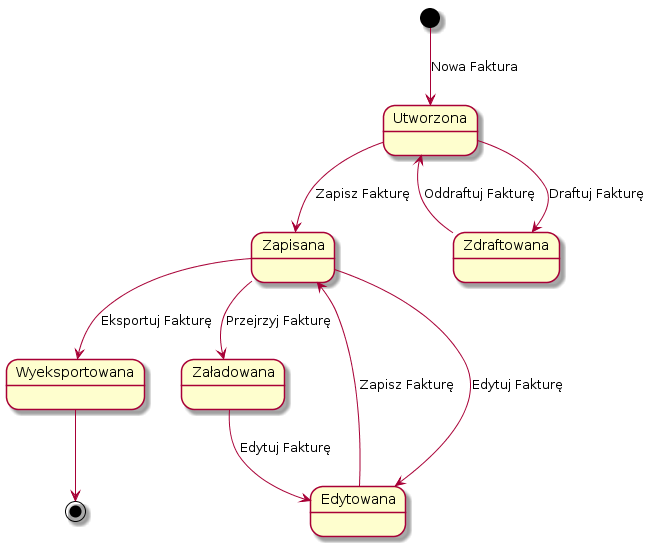 Nowa Faktura
Utworzona
Zapisz Fakturę
Oddraftuj Fakturę
Draftuj Fakturę
Zapisana
Zdraftowana
Eksportuj Fakturę
Przejrzyj Fakturę
Wyeksportowana
Załadowana
Zapisz Fakturę
Edytuj Fakturę
Edytuj Fakturę
Edytowana